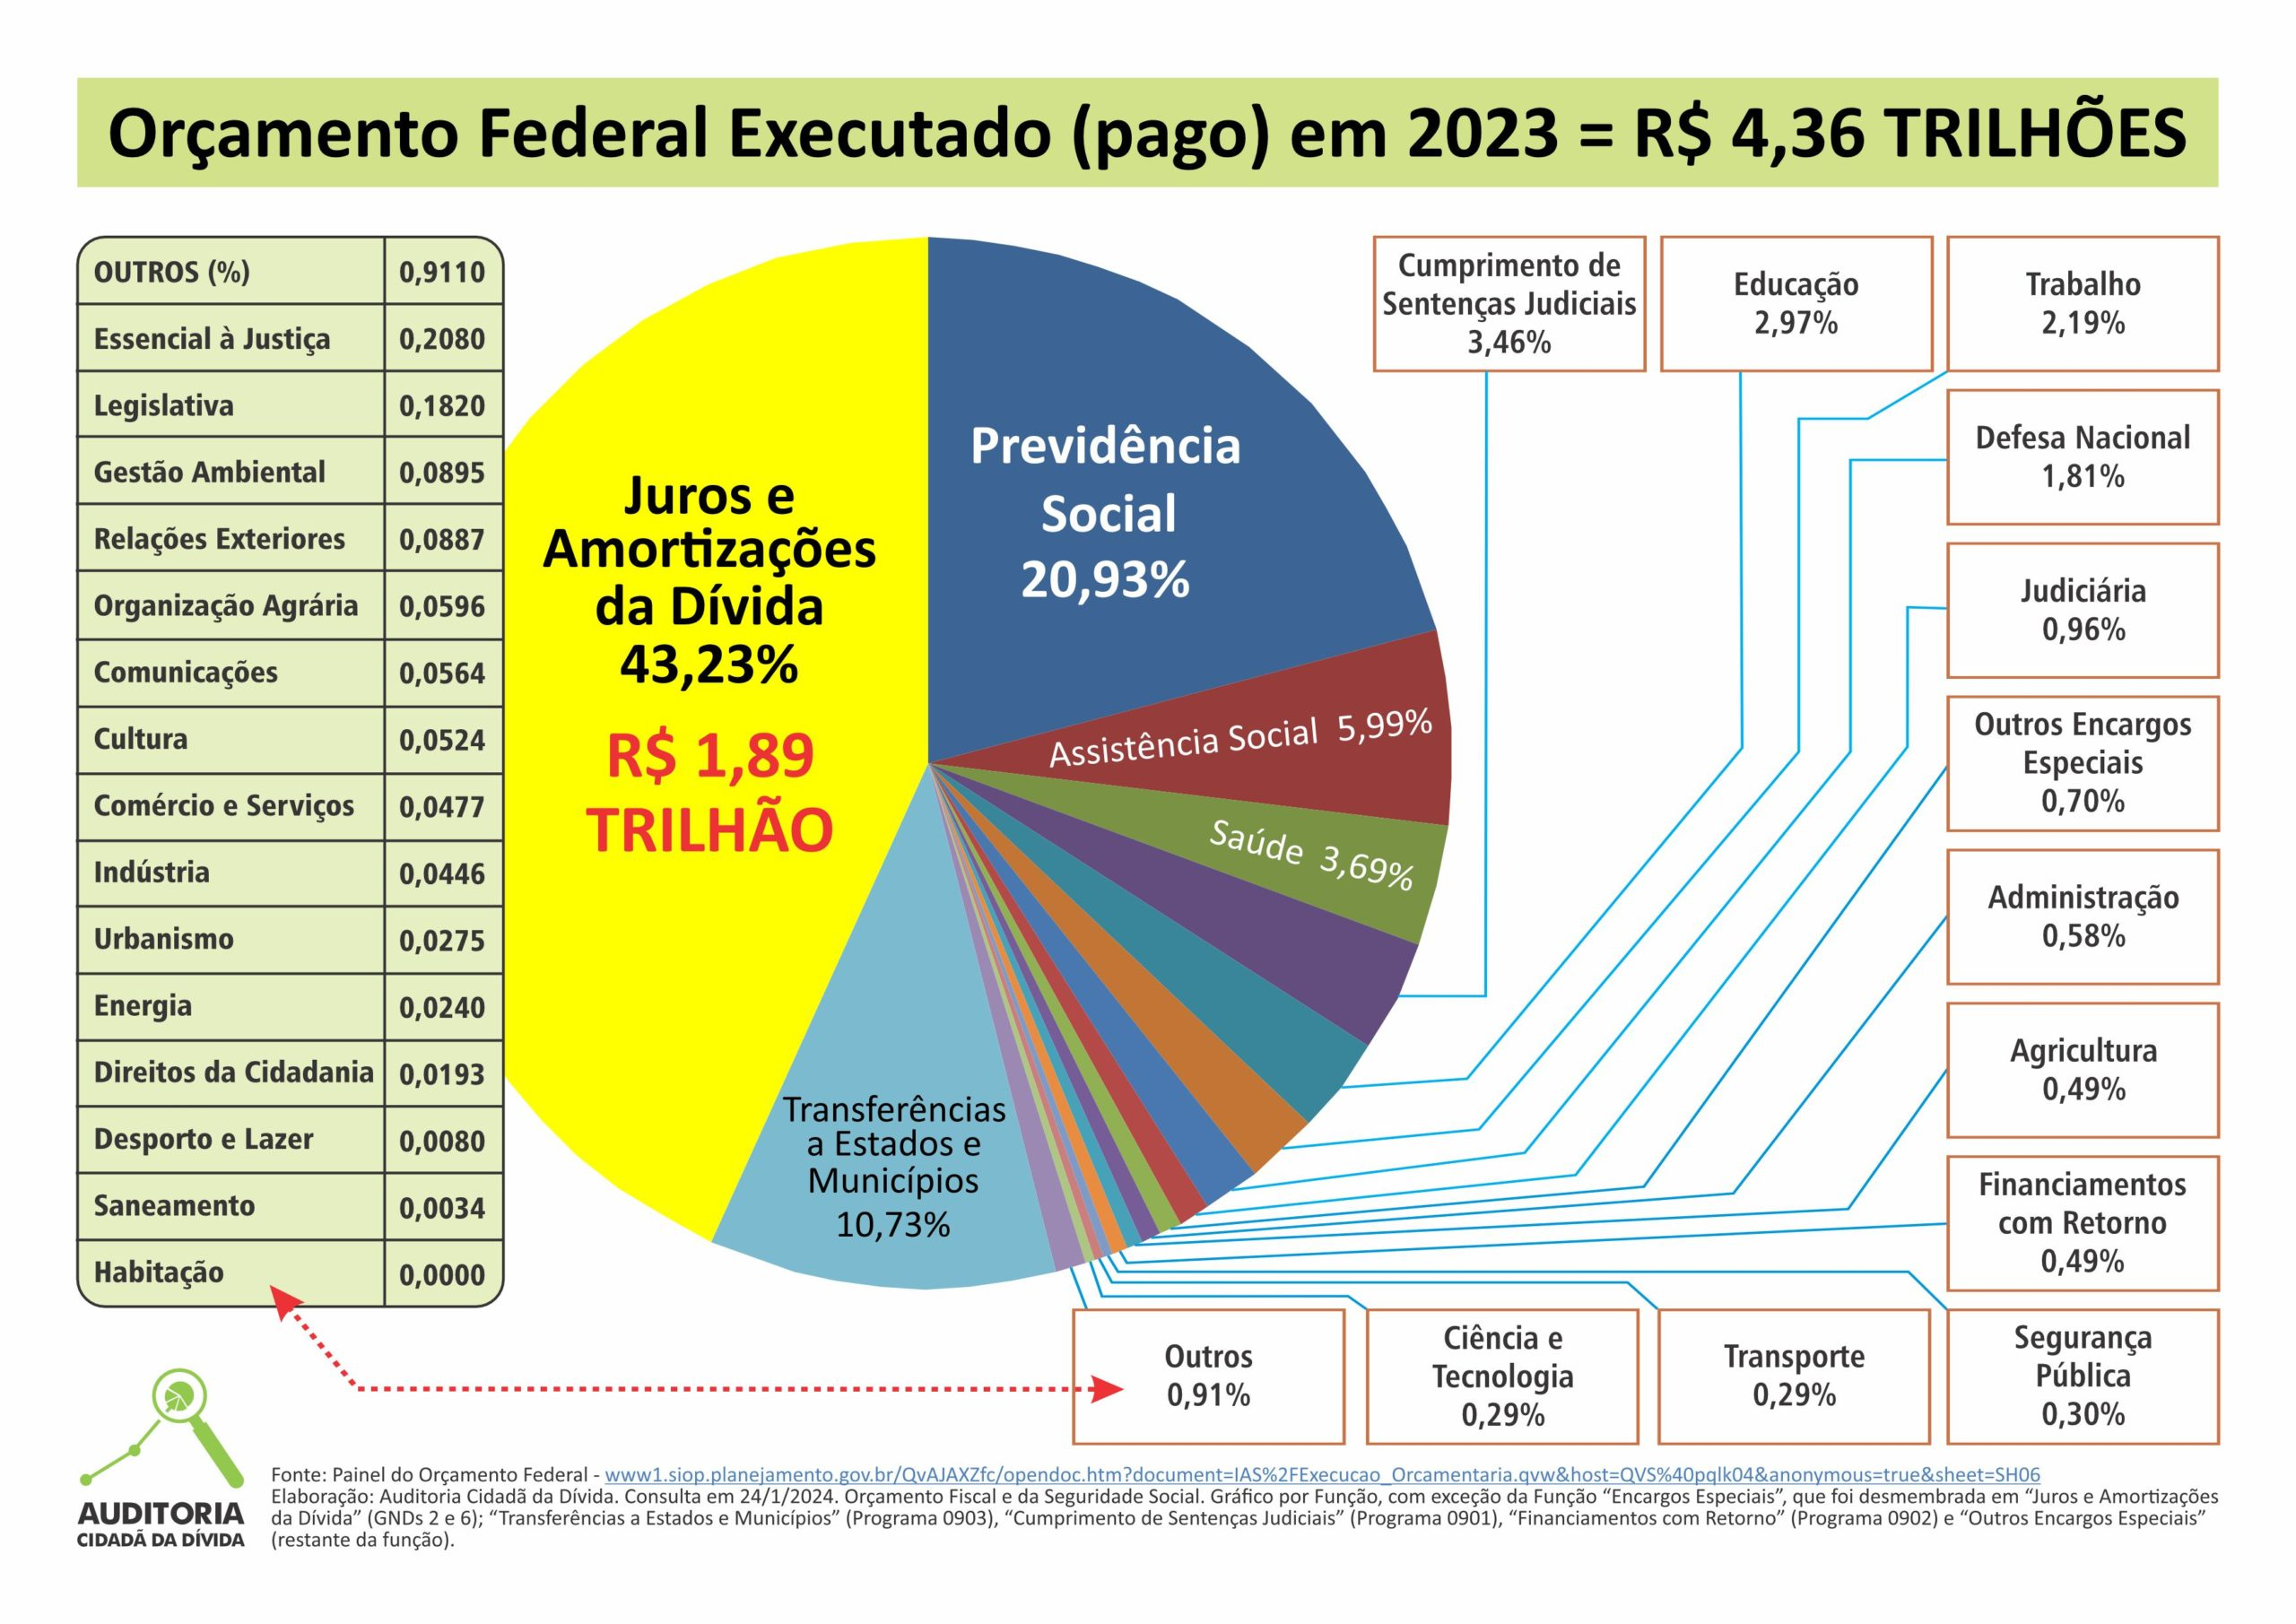 Orçamento Federal Executado (pago) em 2023 = R$ 4,36 TRILHÕES
OUTROS (%) 0,9110
Essencial à Justiça 0,2080
Legislativa 0,1820
Gestão Ambiental 0,0895
Relações Exteriores 0,0887
Organização Agrária 0,0596
Comunicações 0,0564
Cultura 0,0524
Comércio e Serviços 0,0477
Indústria 0,0446
Urbanismo 0,0275
Energia 0,0240
Direitos da Cidadania 0,0193
Desporto e Lazer 0,0080
Saneamento 0,0034
Habitação 0,0000
Juros e
Amortizações
da Dívida
43,23%
R$ 1,89
TRILHÃO
Previdência
Social
20,93%
Assistência Social 5,99%
Saúde 3,69%
Transferências
a Estados e
Municípios
10,73%
Cumprimento de
Sentenças Judiciais
3,46%
Educação
2,97%
Trabalho
2,19%
Defesa Nacional
1,81%
Judiciária
0,96%
Outros Encargos
Especiais
0,70%
Administração
0,58%
Agricultura
0,49%
Financiamentos
com Retorno
0,49%
Outros
0,91%
Ciência e
Tecnologia
0,29%
Transporte
0,29%
Segurança
Pública
0,30%
AUDITORIA
CIDADÃ DA DÍVIDA
Fonte: Painel do Orçamento Federal - www1.siop.planejamento.gov.br/QvAJAXZfc/opendoc.htm?document=IAS%2FExecucao_Orcamentaria.qvw&host=QVS%40pqlk04&anonymous=true&sheet=SH06
Elaboração: Auditoria Cidadã da Dívida. Consulta em 24/1/2024. Orçamento Fiscal e da Seguridade Social. Gráfico por Função, com exceção da Função “Encargos Especiais”, que foi desmembrada em “Juros e Amortizações
da Dívida” (GNDs 2 e 6); “Transferências a Estados e Municípios” (Programa 0903), “Cumprimento de Sentenças Judiciais” (Programa 0901), “Financiamentos com Retorno” (Programa 0902) e “Outros Encargos Especiais”
(restante da função).